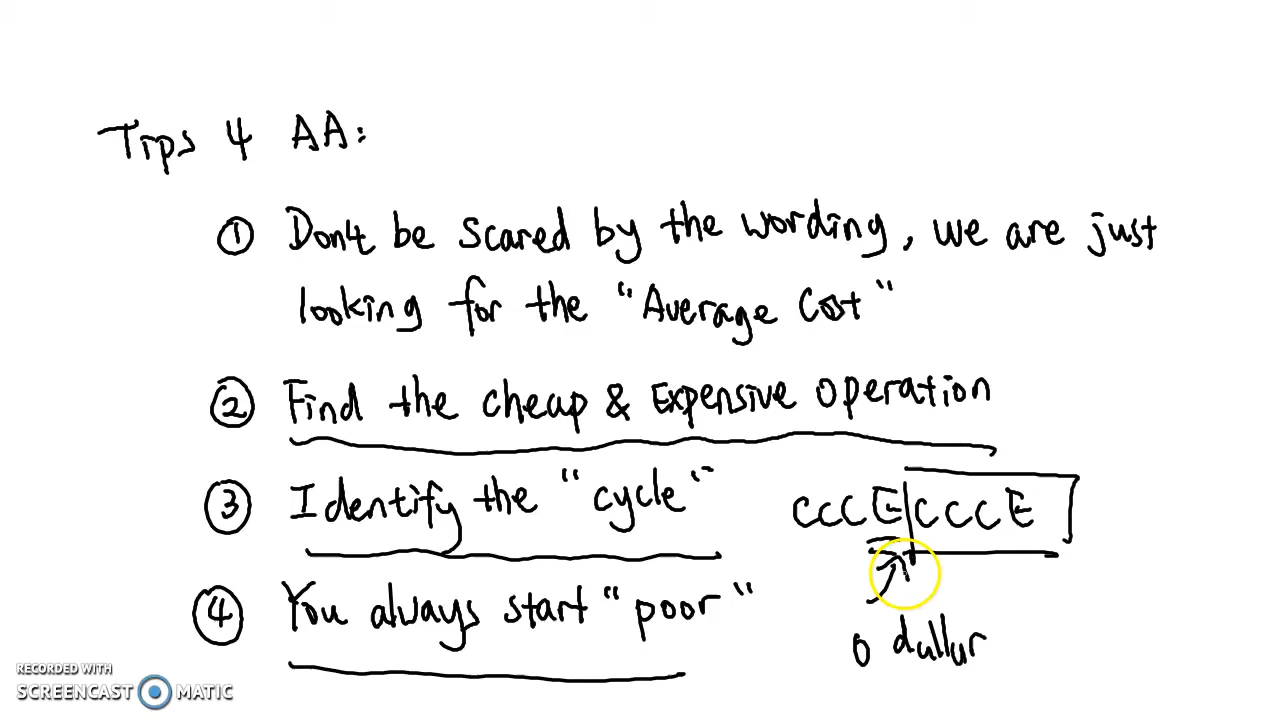 Tips 4 AA:
① Don't be scared by the wording, we are just
looking for the "Average Cost"
② Find the cheap & Expensive operation
③ Identify the "cycle"
CCCE|CCCE
④ You always start "poor"
0 dollar
RECORDED WITH
SCREENCAST MATIC